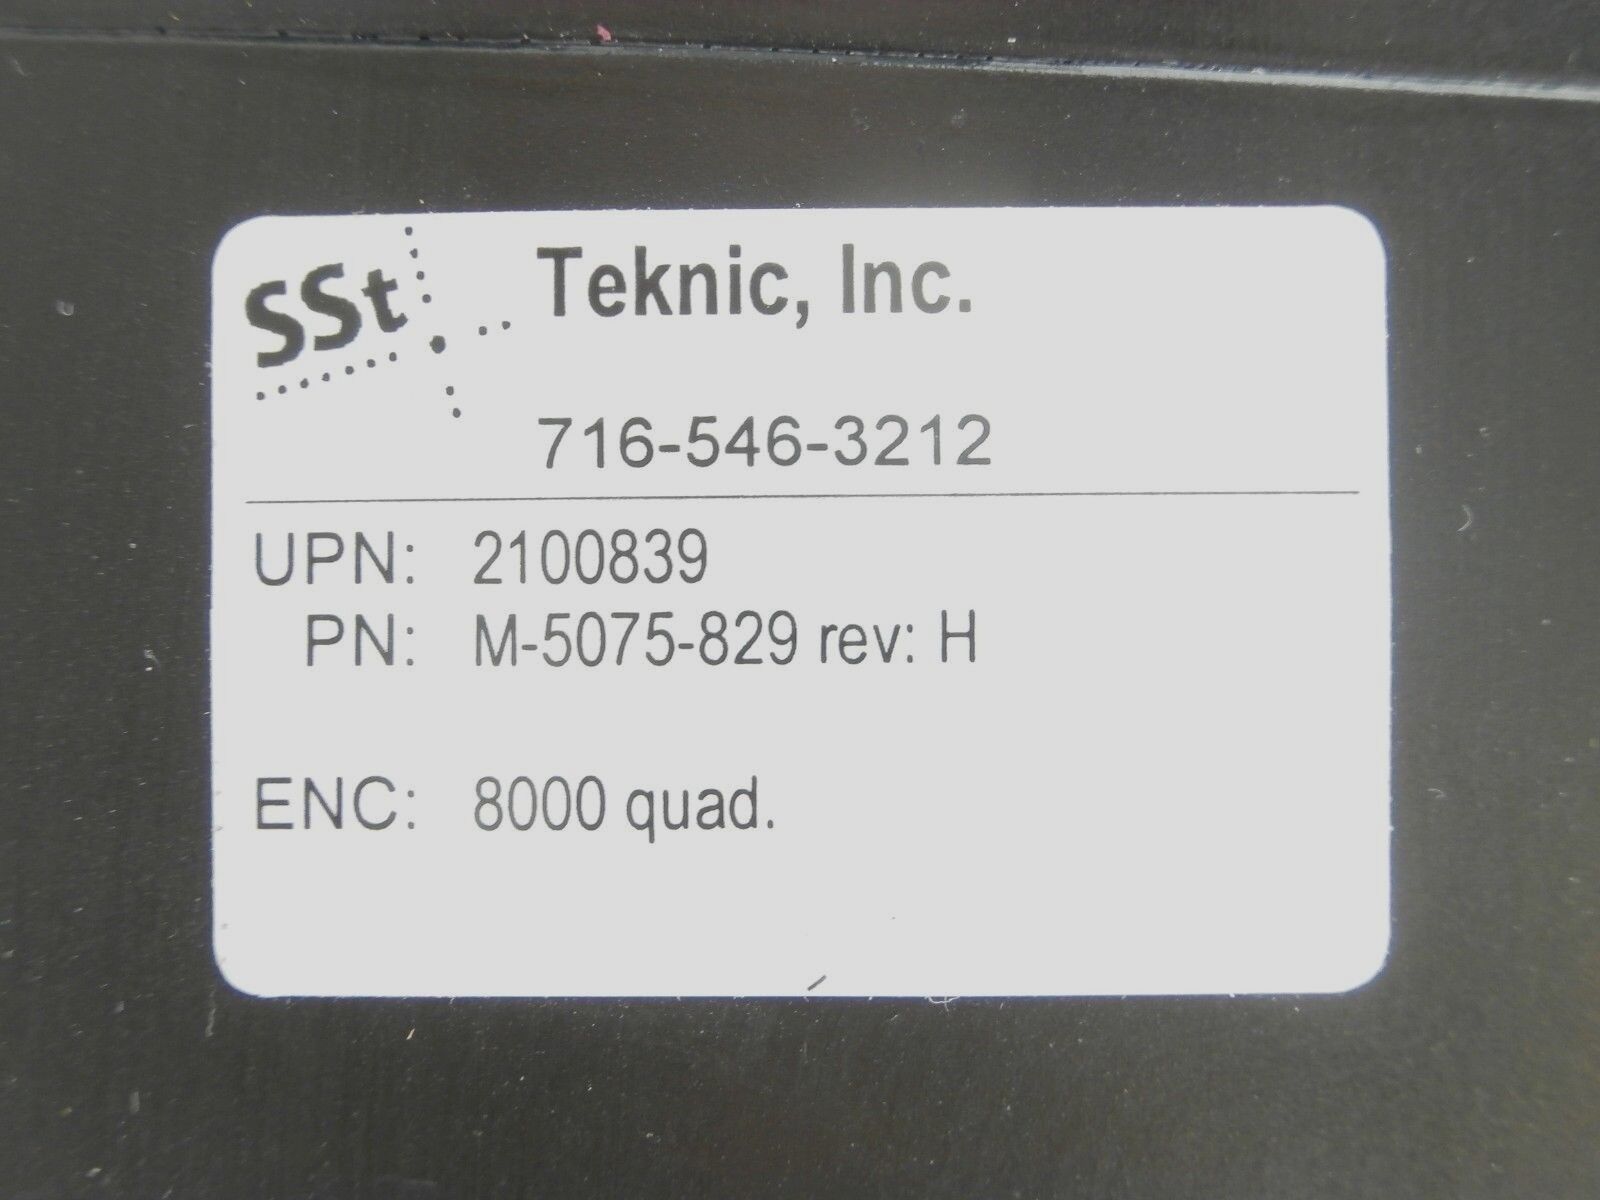 SSt
Teknic, Inc.
716-546-3212
UPN: 2100839
PN: M-5075-829 rev: H
ENC: 8000 quad.